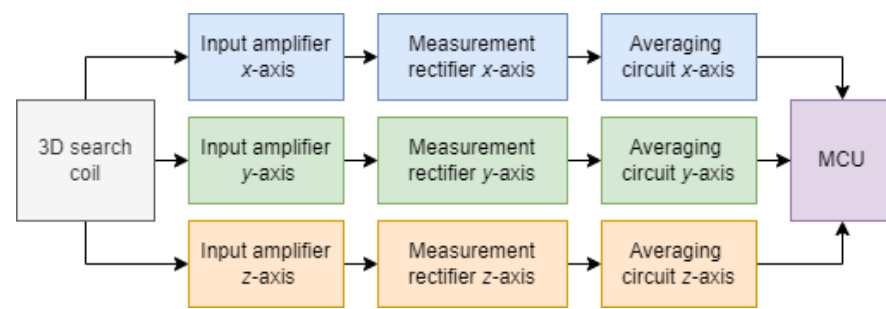 Input amplifier
x-axis
Measurement
rectifier x-axis
Averaging
circuit x-axis
3D search
coil
Input amplifier
y-axis
Measurement
rectifier y-axis
Averaging
circuit y-axis
MCU
Input amplifier
z-axis
Measurement
rectifier z-axis
Averaging
circuit z-axis